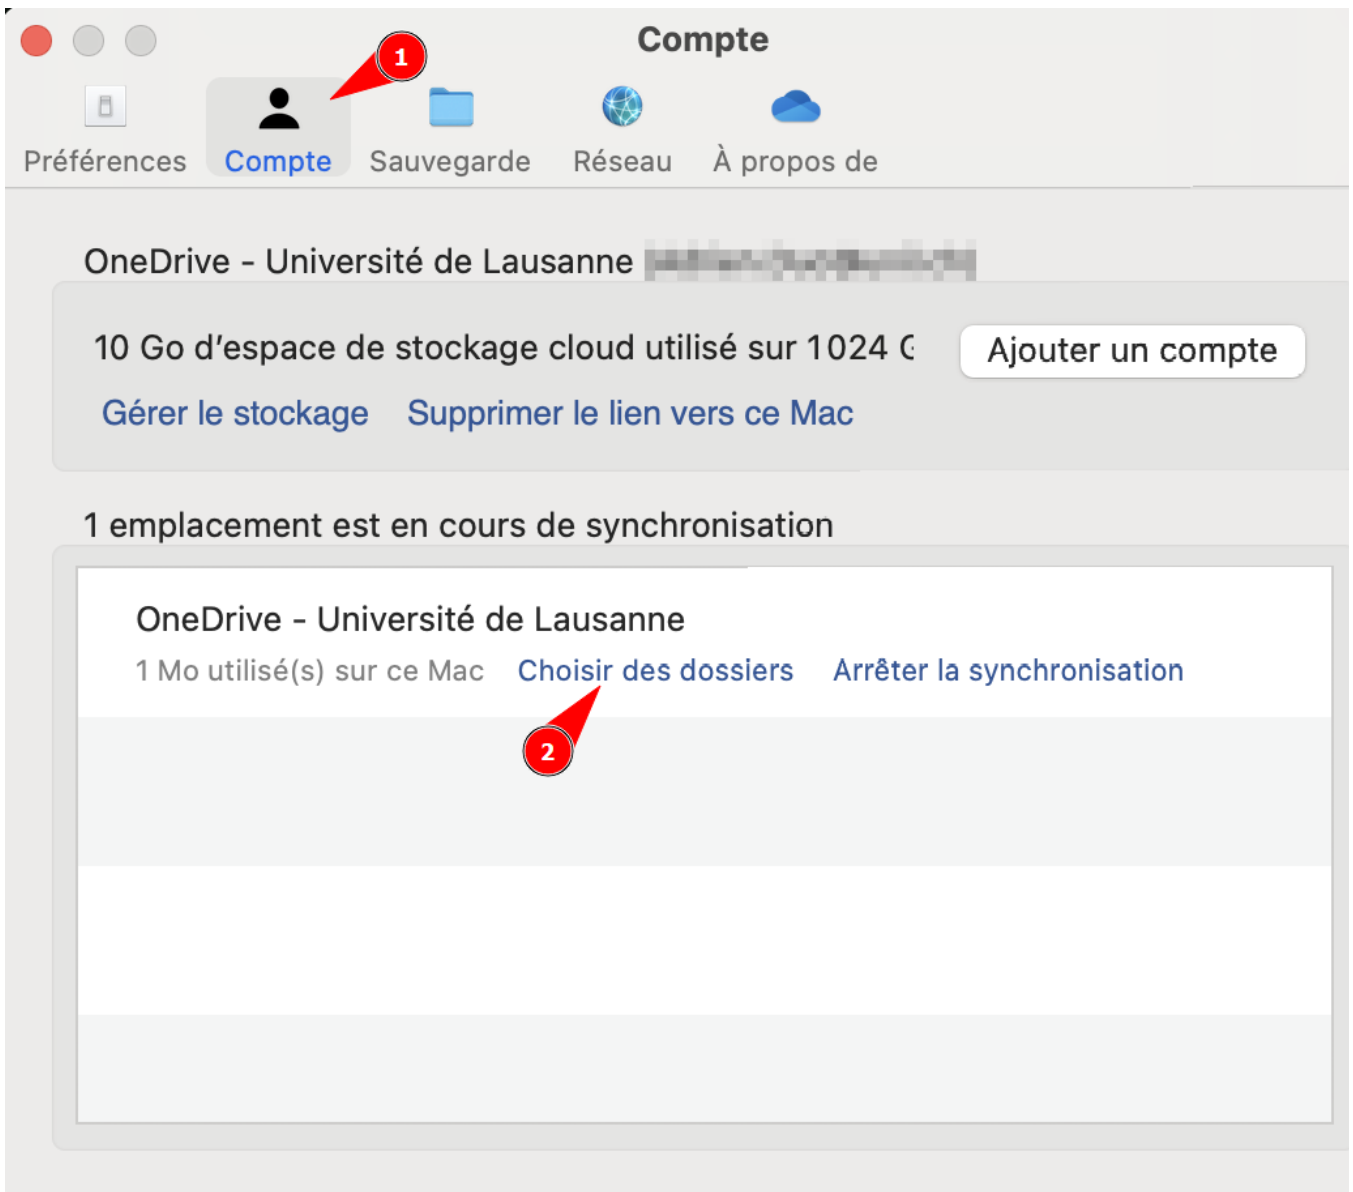 Compte
1
Préférences Compte Sauvegarde Réseau À propos de
OneDrive - Université de Lausanne
10 Go d'espace de stockage cloud utilisé sur 1024
Ajouter un compte
Gérer le stockage Supprimer le lien vers ce Mac
1 emplacement est en cours de synchronisation
OneDrive - Université de Lausanne
1 Mo utilisé(s) sur ce Mac Choisir des dossiers Arrêter la synchronisation
2